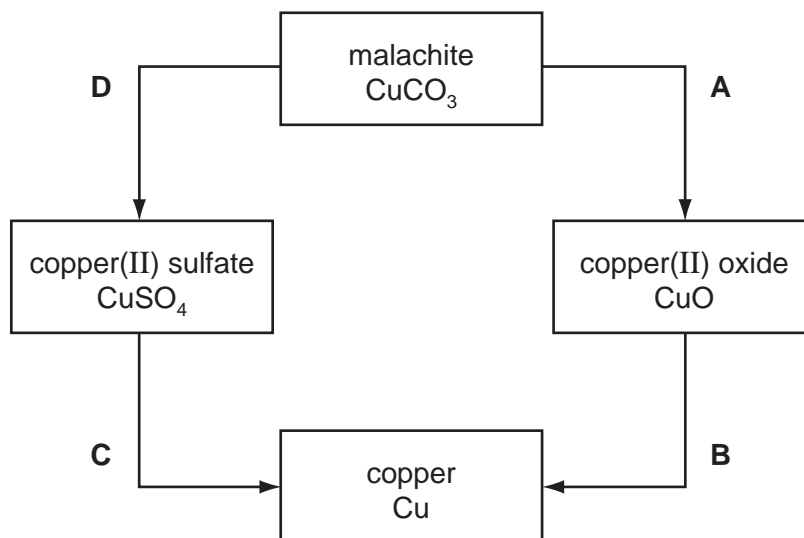 malachite
CuCO₃
D
A
copper(II) sulfate
CuSO₄
copper(II) oxide
CuO
C
B
copper
Cu